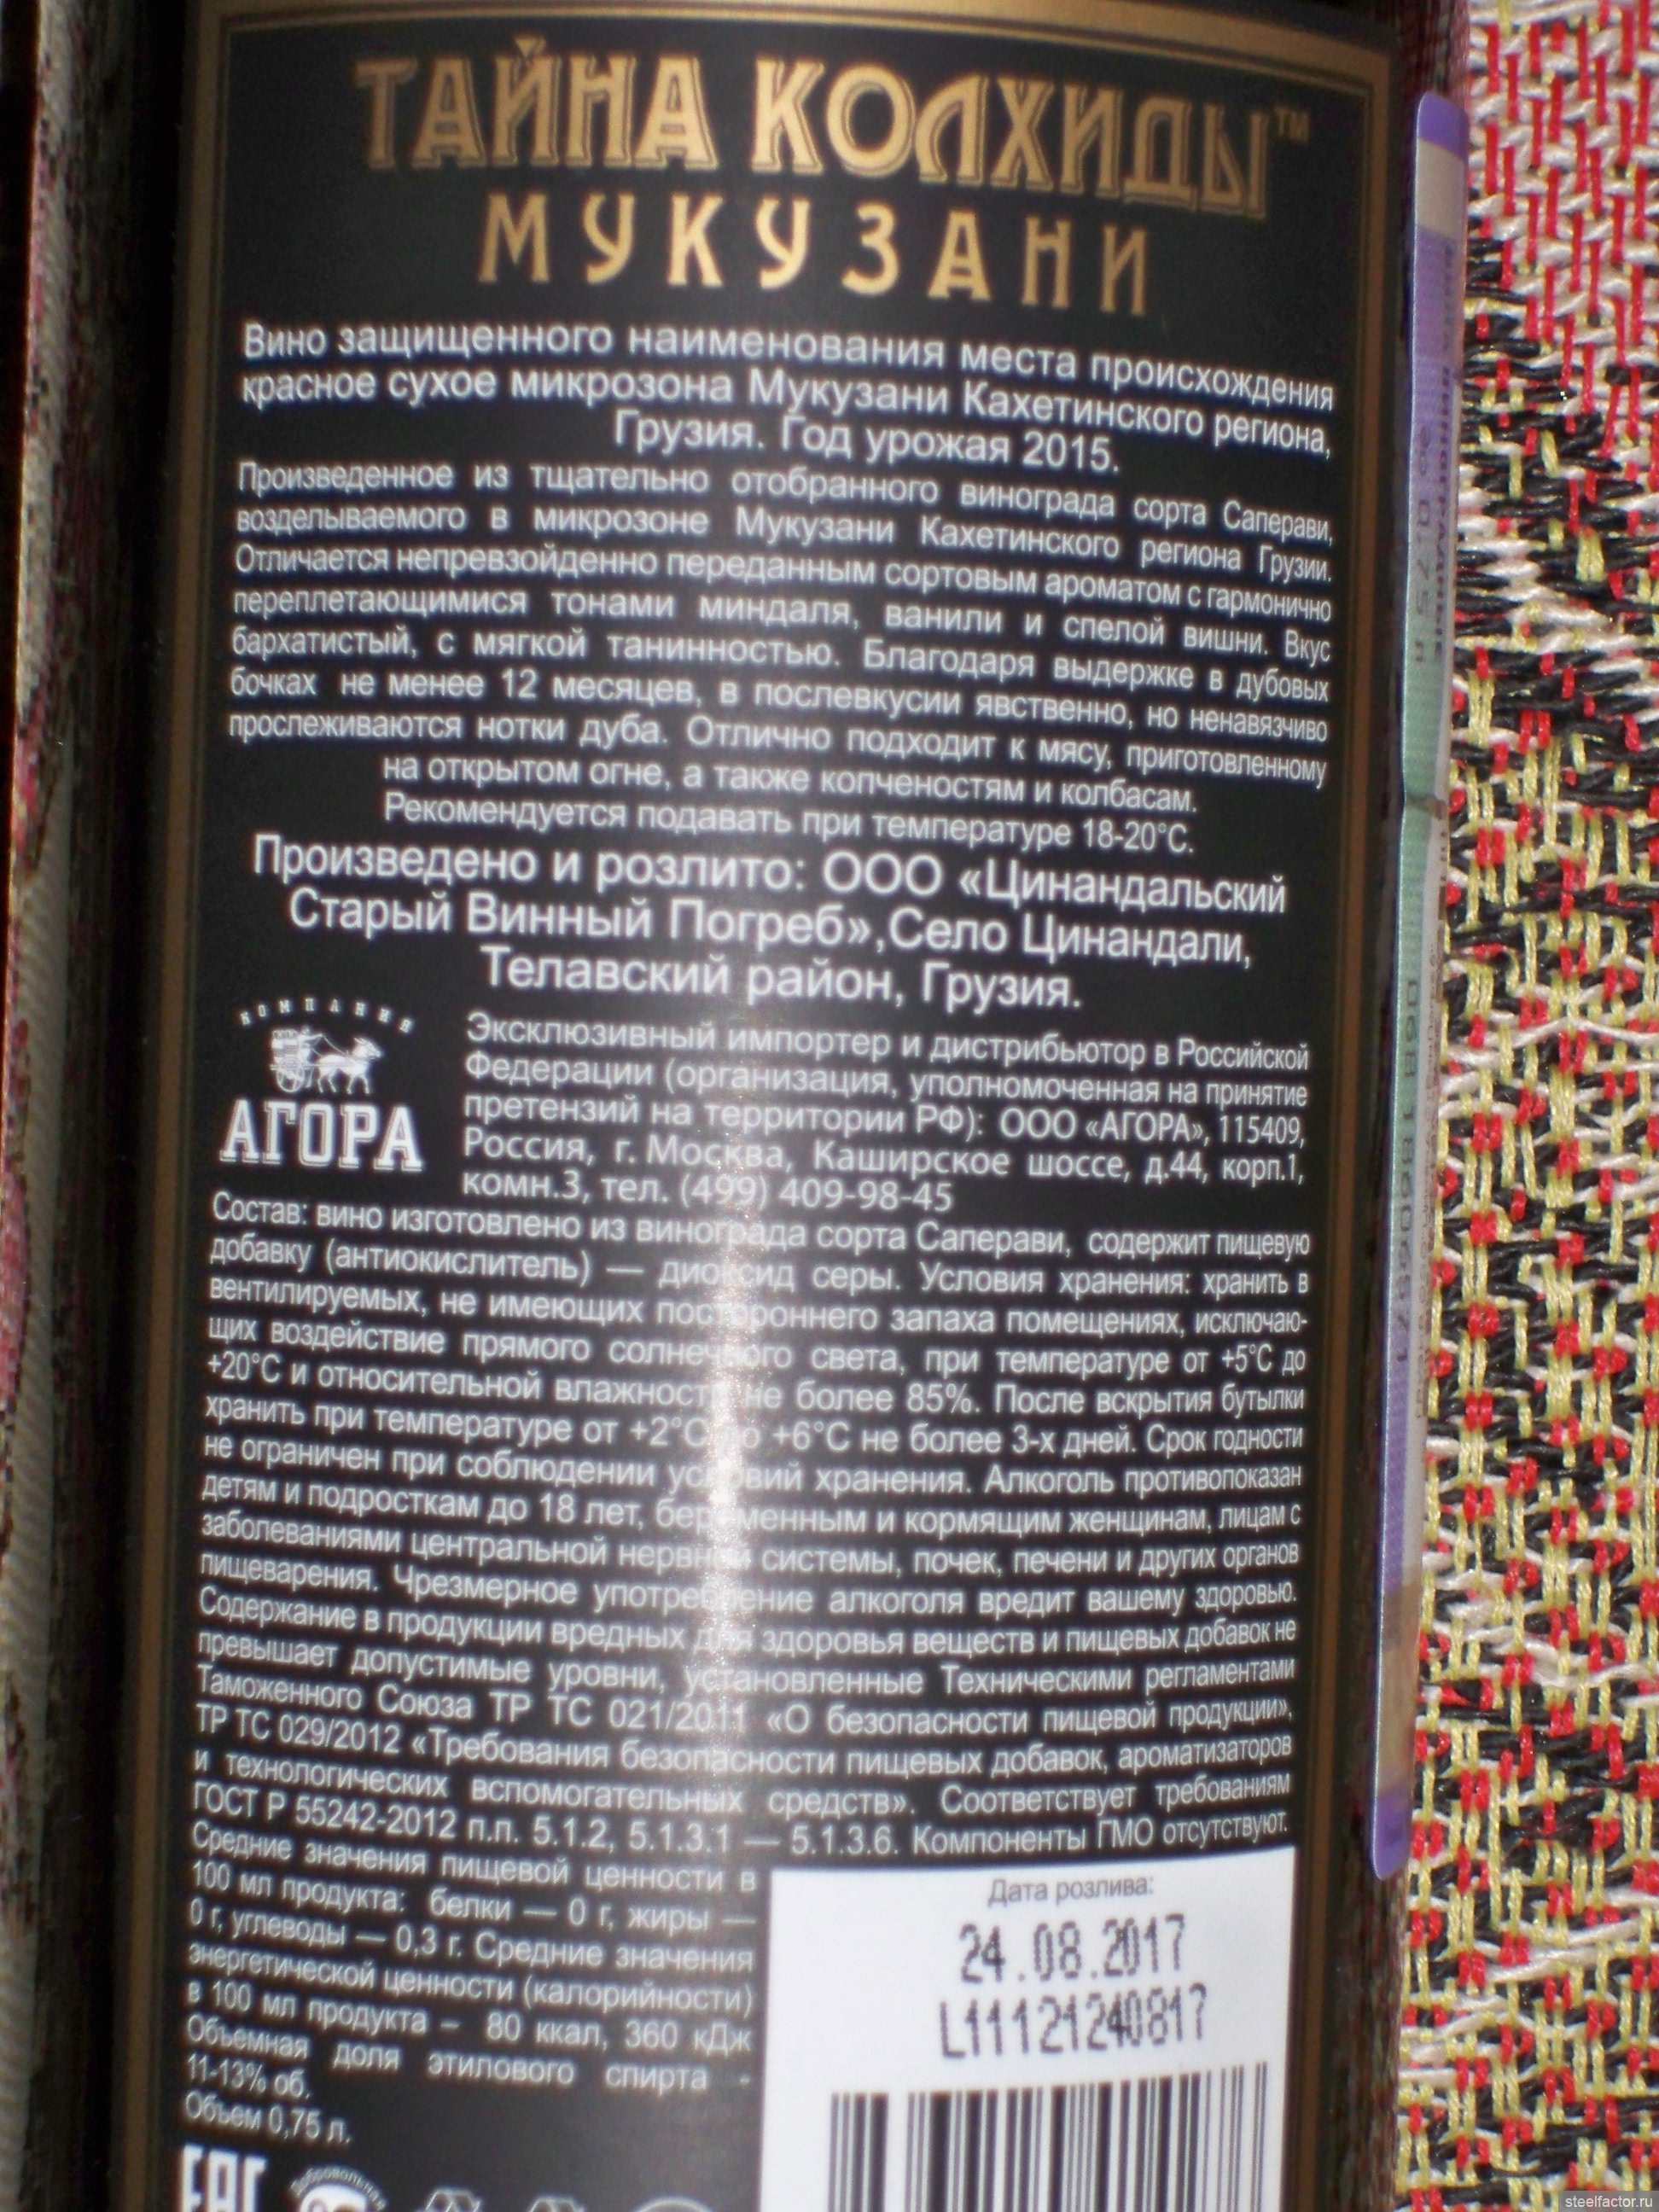 ТАЙНА КОЛХИДЫ™
МУКУЗАНИ
Вино защищенного наименования места происхождения
красное сухое микрозона Мукузани Кахетинского региона,
Грузия. Год урожая 2015.
Произведенное из тщательно отобранного винограда сорта Саперави,
возделываемого в микрозоне Мукузани Кахетинского региона Грузии.
Отличается непревзойденно переданным сортовым ароматом с гармонично
переплетающимися тонами миндаля, ванили и спелой вишни. Вкус
бархатистый, с мягкой танинностью. Благодаря выдержке в дубовых
бочках не менее 12 месяцев, в послевкусии явственно, но ненавязчиво
прослеживаются нотки дуба. Отлично подходит к мясу, приготовленному
на открытом огне, а также копченостям и колбасам.
Рекомендуется подавать при температуре 18-20°С.
Произведено и розлито: ООО «Цинандальский
Старый Винный Погреб»,Село Цинандали,
Телавский район, Грузия.
КОМПАНИЯ
АГОРА
Эксклюзивный импортер и дистрибьютор в Российской
Федерации (организация, уполномоченная на принятие
претензий на территории РФ): ООО «АГОРА», 115409,
Россия, г. Москва, Каширское шоссе, д.44, корп.1,
комн.3, тел. (499) 409-98-45
Состав: вино изготовлено из винограда сорта Саперави, содержит пищевую
добавку (антиокислитель) — диоксид серы. Условия хранения: хранить в
вентилируемых, не имеющих постороннего запаха помещениях, исключаю-
щих воздействие прямого солнечного света, при температуре от +5°С до
+20°С и относительной влажности не более 85%. После вскрытия бутылки
хранить при температуре от +2°С до +6°С не более 3-х дней. Срок годности
не ограничен при соблюдении условий хранения. Алкоголь противопоказан
детям и подросткам до 18 лет, беременным и кормящим женщинам, лицам с
заболеваниями центральной нервной системы, почек, печени и других органов
пищеварения. Чрезмерное употребление алкоголя вредит вашему здоровью.
Содержание в продукции вредных для здоровья веществ и пищевых добавок не
превышает допустимые уровни, установленные Техническими регламентами
Таможенного Союза ТР ТС 021/2011 «О безопасности пищевой продукции»,
ТР ТС 029/2012 «Требования безопасности пищевых добавок, ароматизаторов
и технологических вспомогательных средств». Соответствует требованиям
ГОСТ Р 55242-2012 п.п. 5.1.2, 5.1.3.1 — 5.1.3.6. Компоненты ГМО отсутствуют.
Средние значения пищевой ценности в
100 мл продукта: белки — 0 г, жиры —
0 г, углеводы — 0,3 г. Средние значения
энергетической ценности (калорийности)
в 100 мл продукта – 80 ккал, 360 кДж
Объемная доля этилового спирта -
11-13% об.
Объем 0,75 л.
Дата розлива:
24.08.2017
L11121240817
ЕАС
Добровольная
steelfactor.ru